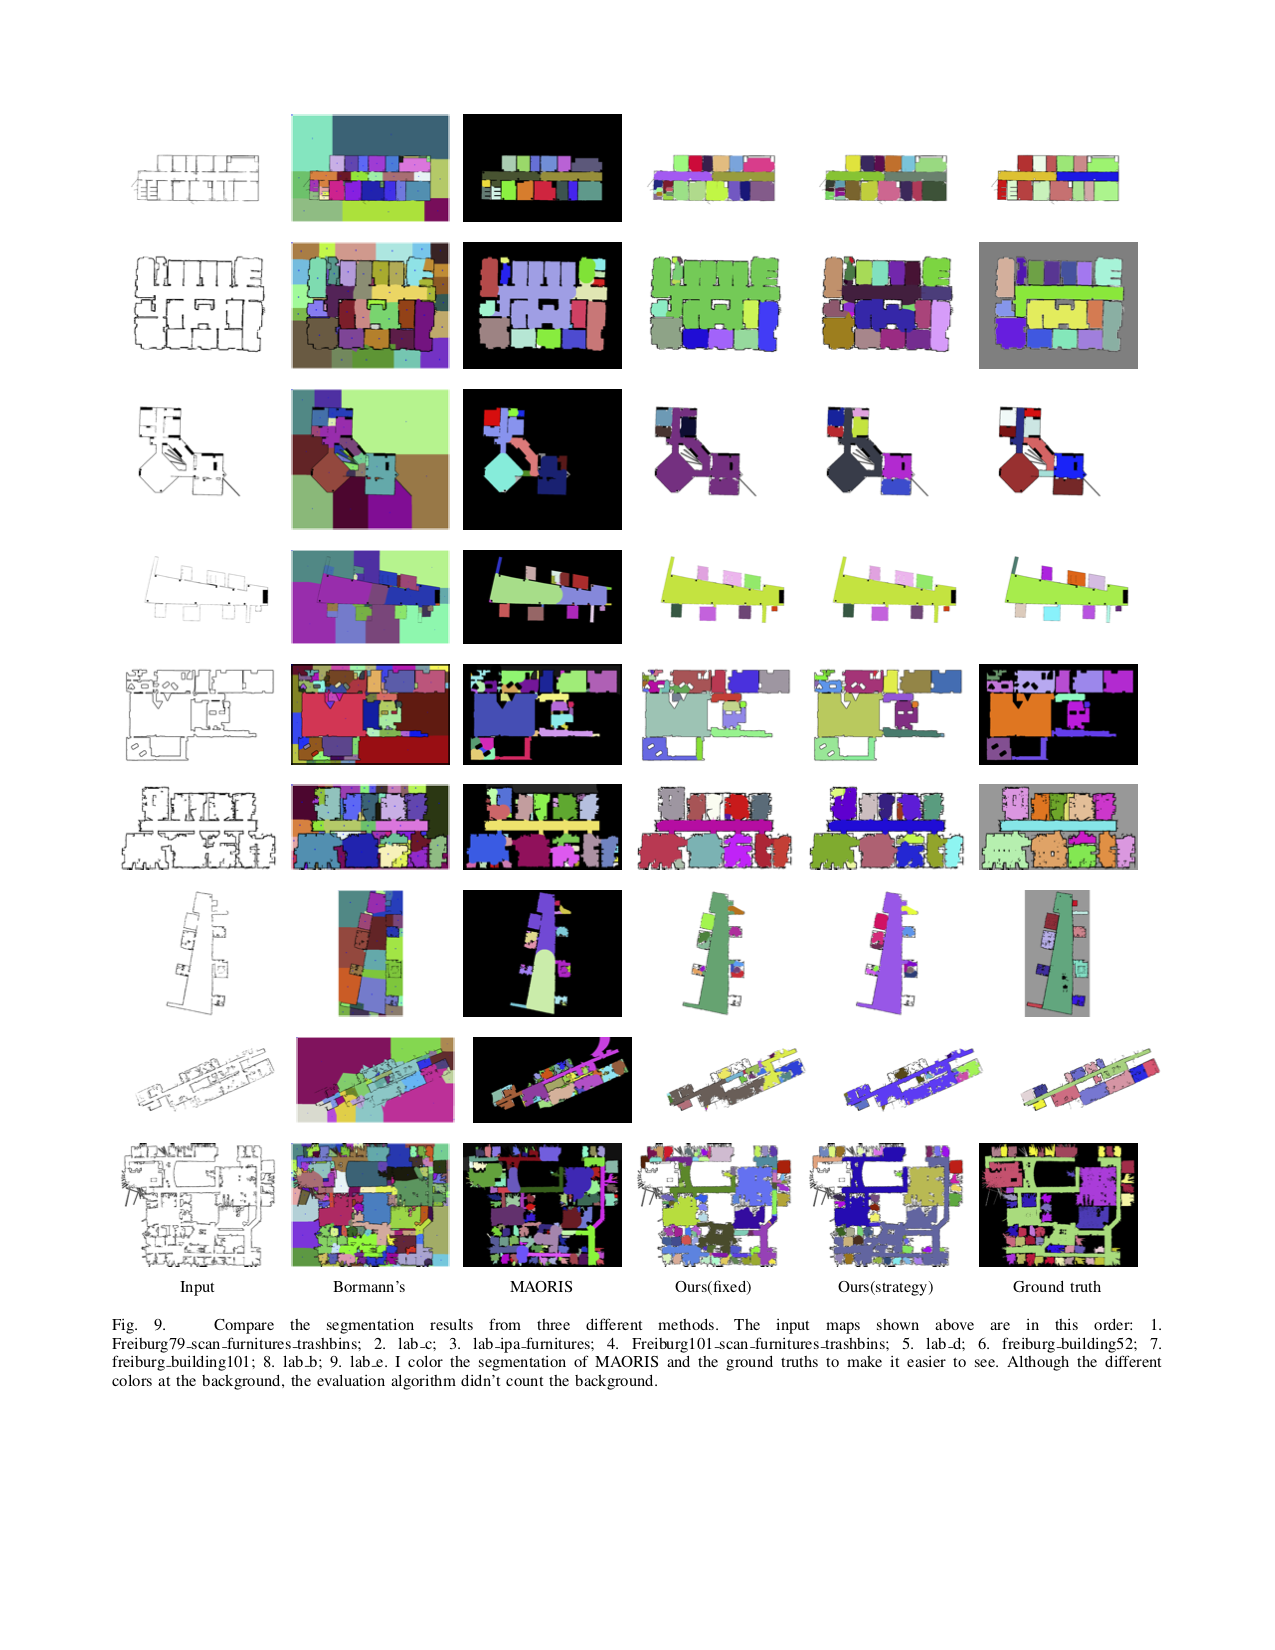 Input Bormann's MAORIS Ours(fixed) Ours(strategy) Ground truth
Fig. 9. Compare the segmentation results from three different methods. The input maps shown above are in this order: 1.
Freiburg79_scan_furnitures_trashbins; 2. lab_c; 3. lab_ipa_furnitures; 4. Freiburg101_scan_furnitures_trashbins; 5. lab_d; 6. freiburg_building52; 7.
freiburg_building101; 8. lab_b; 9. lab_e. I color the segmentation of MAORIS and the ground truths to make it easier to see. Although the different
colors at the background, the evaluation algorithm didn't count the background.